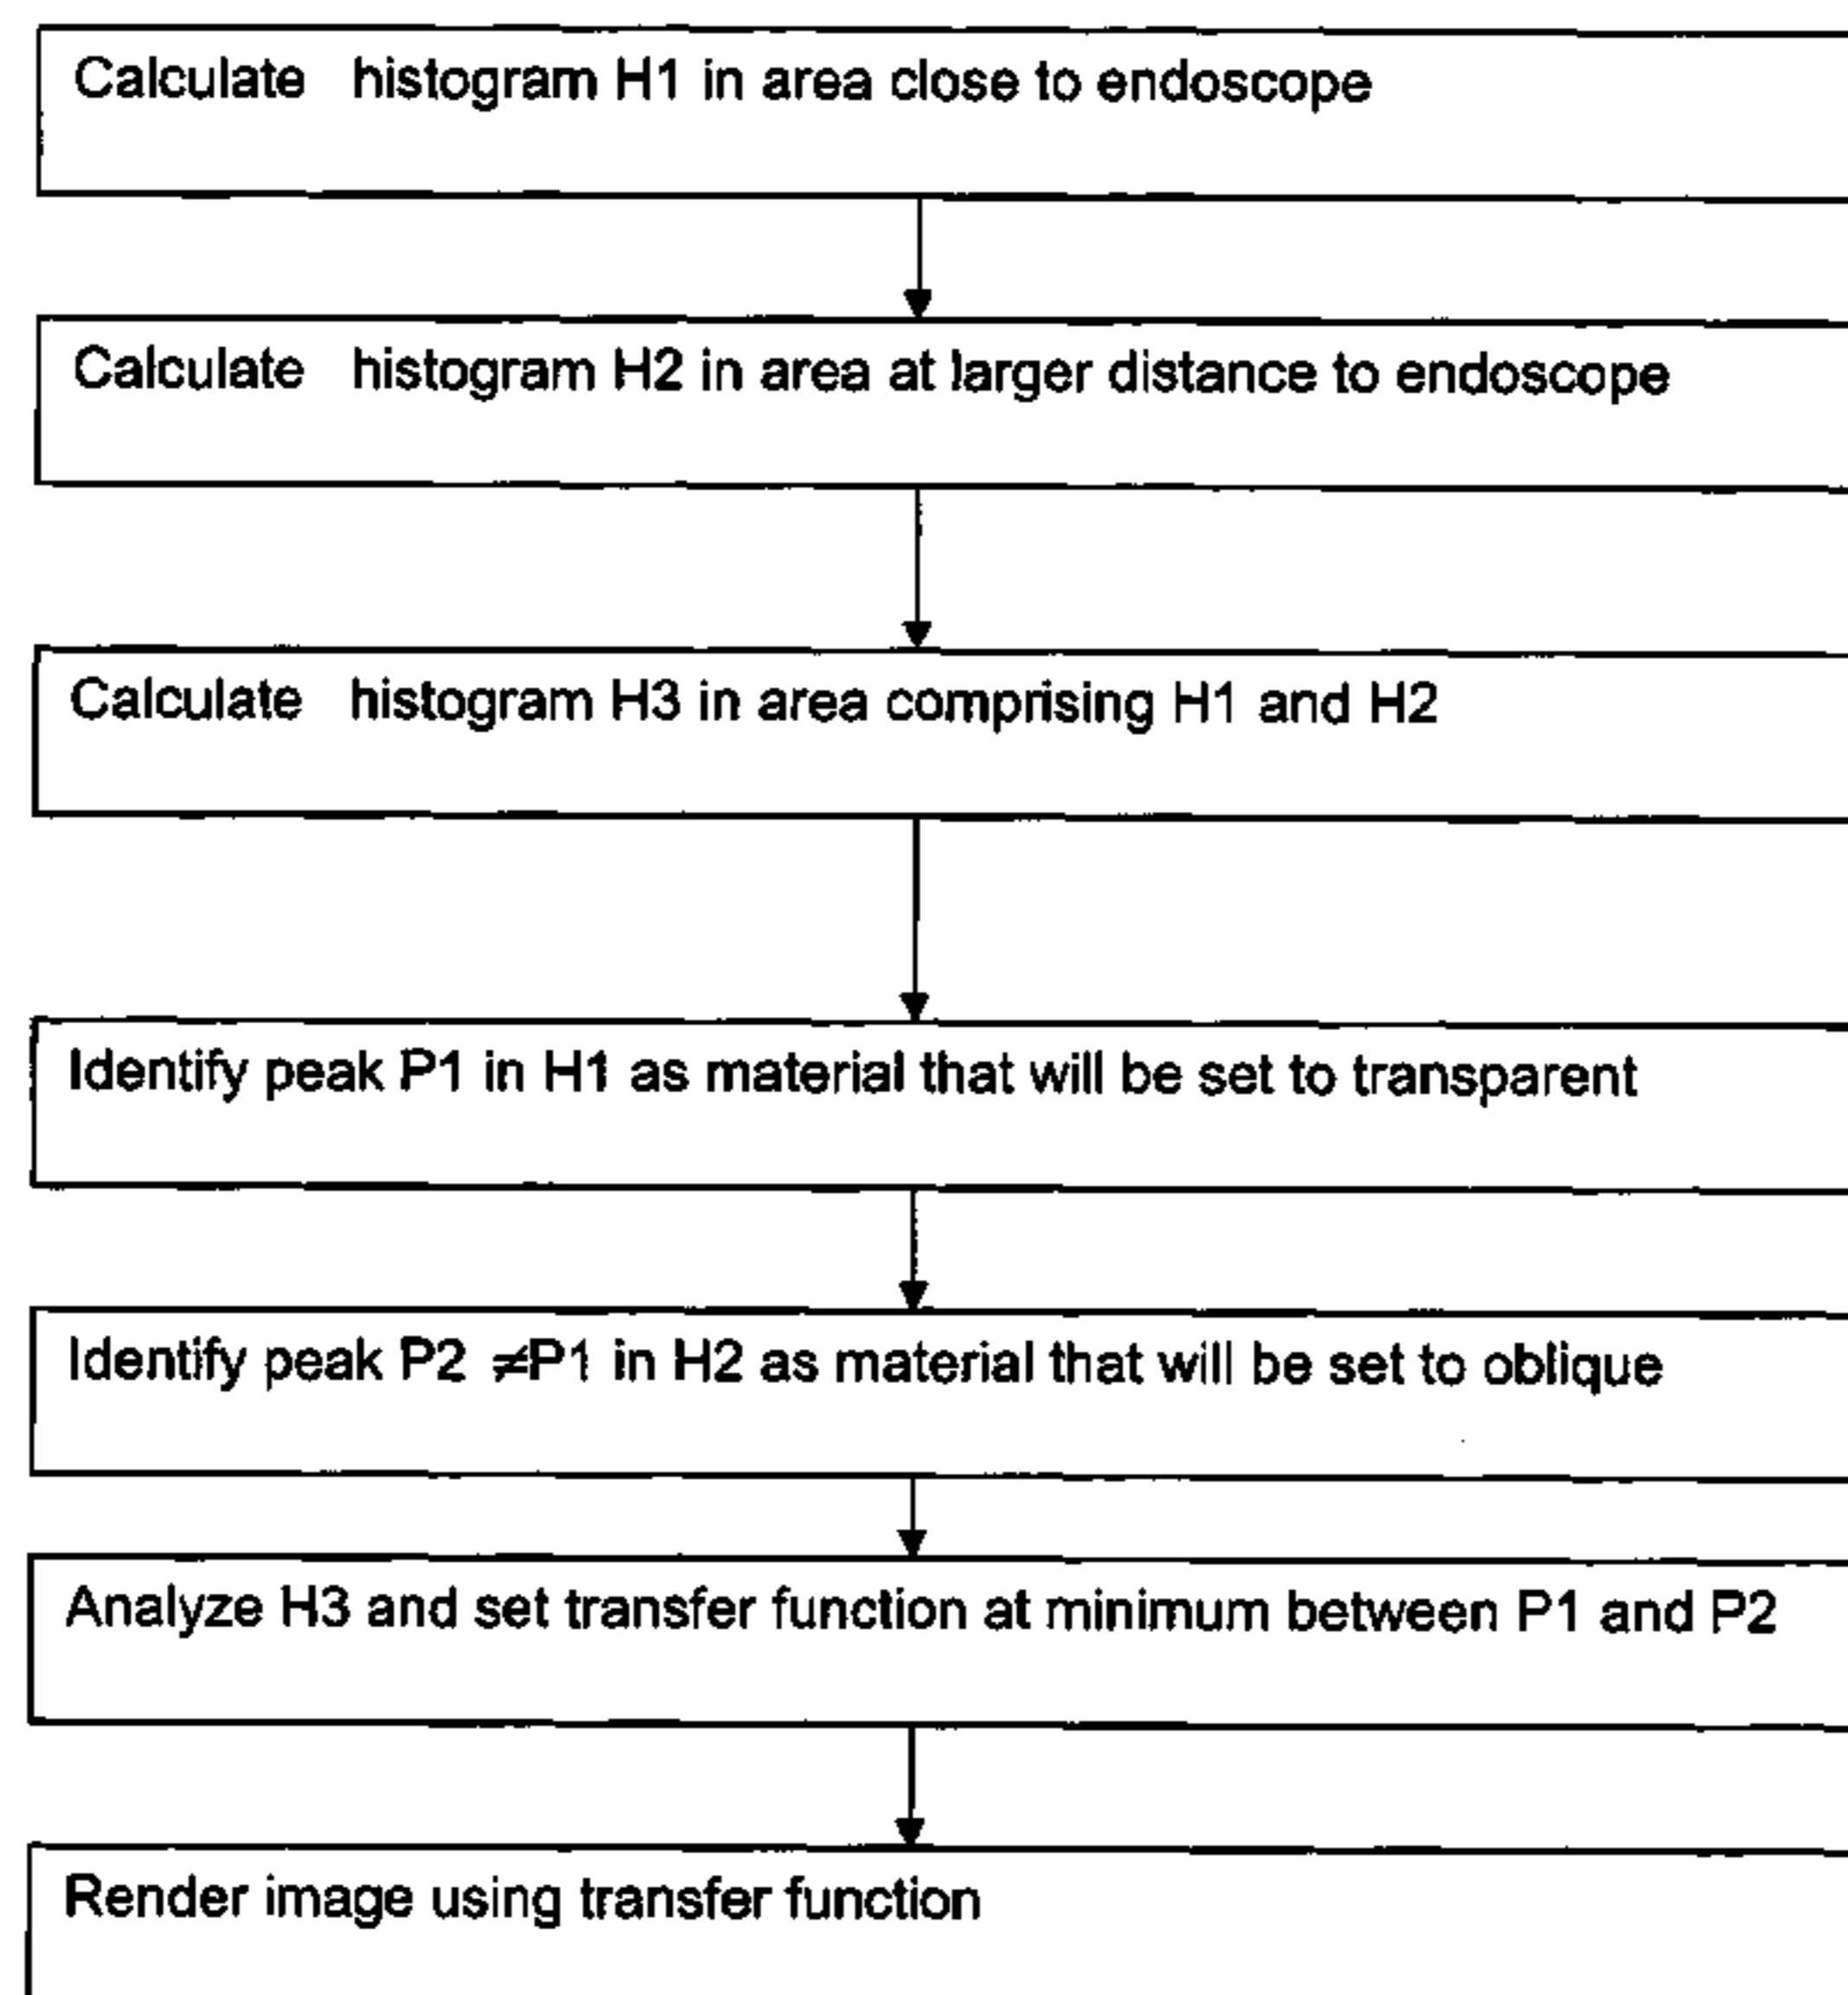 Calculate histogram H1 in area close to endoscope
Calculate histogram H2 in area at larger distance to endoscope
Calculate histogram H3 in area comprising H1 and H2
Identify peak P1 in H1 as material that will be set to transparent
Identify peak P2 ≠P1 in H2 as material that will be set to oblique
Analyze H3 and set transfer function at minimum between P1 and P2
Render image using transfer function